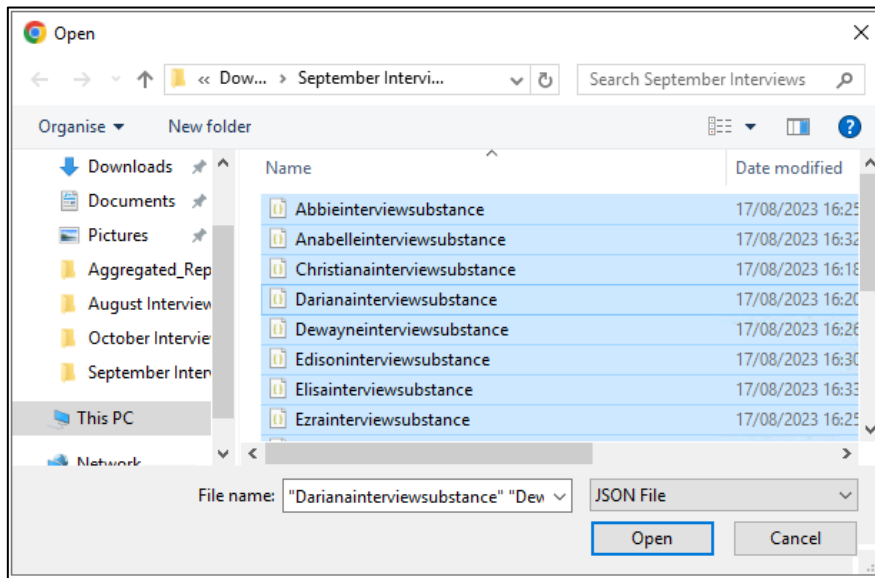 Open
« Dow... › September Intervi...
Search September Interviews
Organise
New folder
Downloads
Documents
Pictures
Aggregated_Rep
August Interview
October Intervie
September Inter
This PC
Network
Name
Date modified
Abbieinterviewsubstance 17/08/2023 16:25
Anabelleinterviewsubstance 17/08/2023 16:32
Christianainterviewsubstance 17/08/2023 16:18
Darianainterviewsubstance 17/08/2023 16:20
Dewayneinterviewsubstance 17/08/2023 16:26
Edisoninterviewsubstance 17/08/2023 16:30
Elisainterviewsubstance 17/08/2023 16:33
Ezrainterviewsubstance 17/08/2023 16:25
File name: "Darianainterviewsubstance" "Dew
JSON File
Open
Cancel